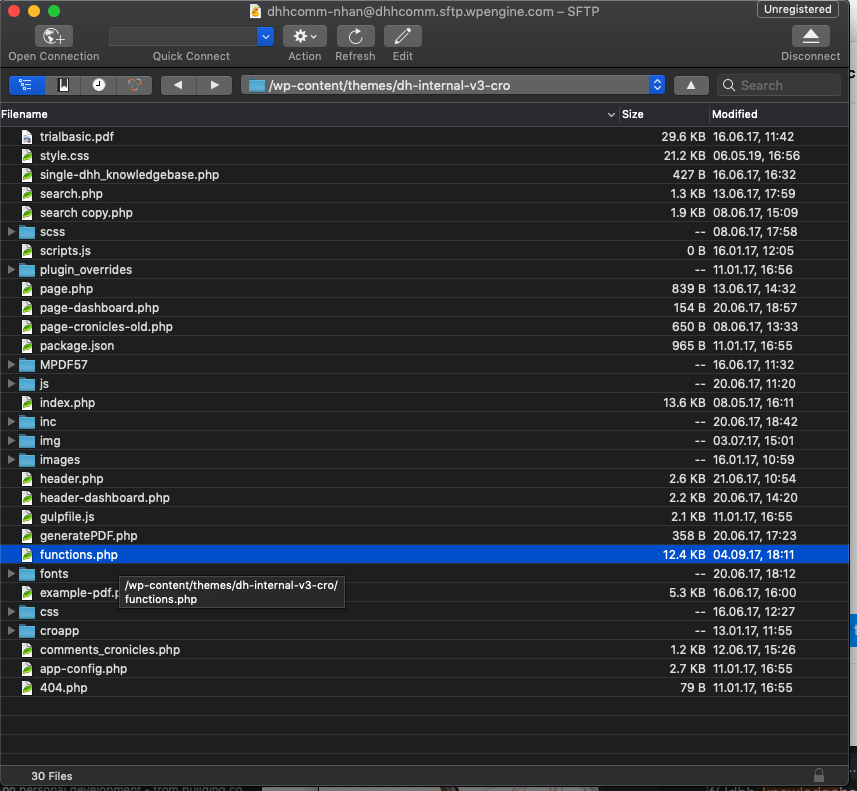 dhhcomm-nhan@dhhcomm.sftp.wpengine.com – SFTP
Unregistered
Open Connection
Quick Connect
Action
Refresh
Edit
Disconnect
/wp-content/themes/dh-internal-v3-cro
Search
Filename Size Modified
trialbasic.pdf 29.6 KB 16.06.17, 11:42
style.css 21.2 KB 06.05.19, 16:56
single-dhh_knowledgebase.php 427 B 16.06.17, 16:32
search.php 1.3 KB 13.06.17, 17:59
search copy.php 1.9 KB 08.06.17, 15:09
scss -- 08.06.17, 17:58
scripts.js 0 B 16.01.17, 12:05
plugin_overrides -- 11.01.17, 16:56
page.php 839 B 13.06.17, 14:32
page-dashboard.php 154 B 20.06.17, 18:57
page-cronicles-old.php 650 B 08.06.17, 13:33
package.json 965 B 11.01.17, 16:55
MPDF57 -- 16.06.17, 11:32
js -- 20.06.17, 11:20
index.php 13.6 KB 08.05.17, 16:11
inc -- 20.06.17, 18:42
img -- 03.07.17, 15:01
images -- 16.01.17, 10:59
header.php 2.6 KB 21.06.17, 10:54
header-dashboard.php 2.2 KB 20.06.17, 14:20
gulpfile.js 2.1 KB 11.01.17, 16:55
generatePDF.php 358 B 20.06.17, 17:23
functions.php 12.4 KB 04.09.17, 18:11
fonts -- 20.06.17, 18:12
/wp-content/themes/dh-internal-v3-cro/
functions.php
example-pdf.p 5.3 KB 16.06.17, 16:00
css -- 16.06.17, 12:27
croapp -- 13.01.17, 11:55
comments_cronicles.php 1.2 KB 12.06.17, 15:26
app-config.php 2.7 KB 11.01.17, 16:55
404.php 79 B 11.01.17, 16:55
30 Files